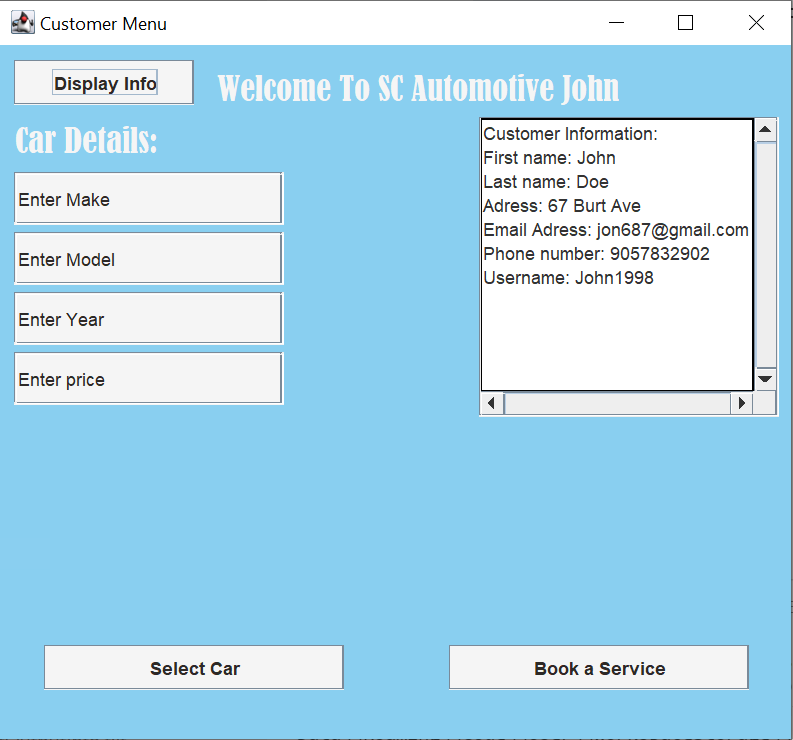 Customer Menu
Display Info
Welcome To SC Automotive John
Car Details:
Enter Make
Enter Model
Enter Year
Enter price
Customer Information:
First name: John
Last name: Doe
Adress: 67 Burt Ave
Email Adress: jon687@gmail.com
Phone number: 9057832902
Username: John1998
Select Car
Book a Service